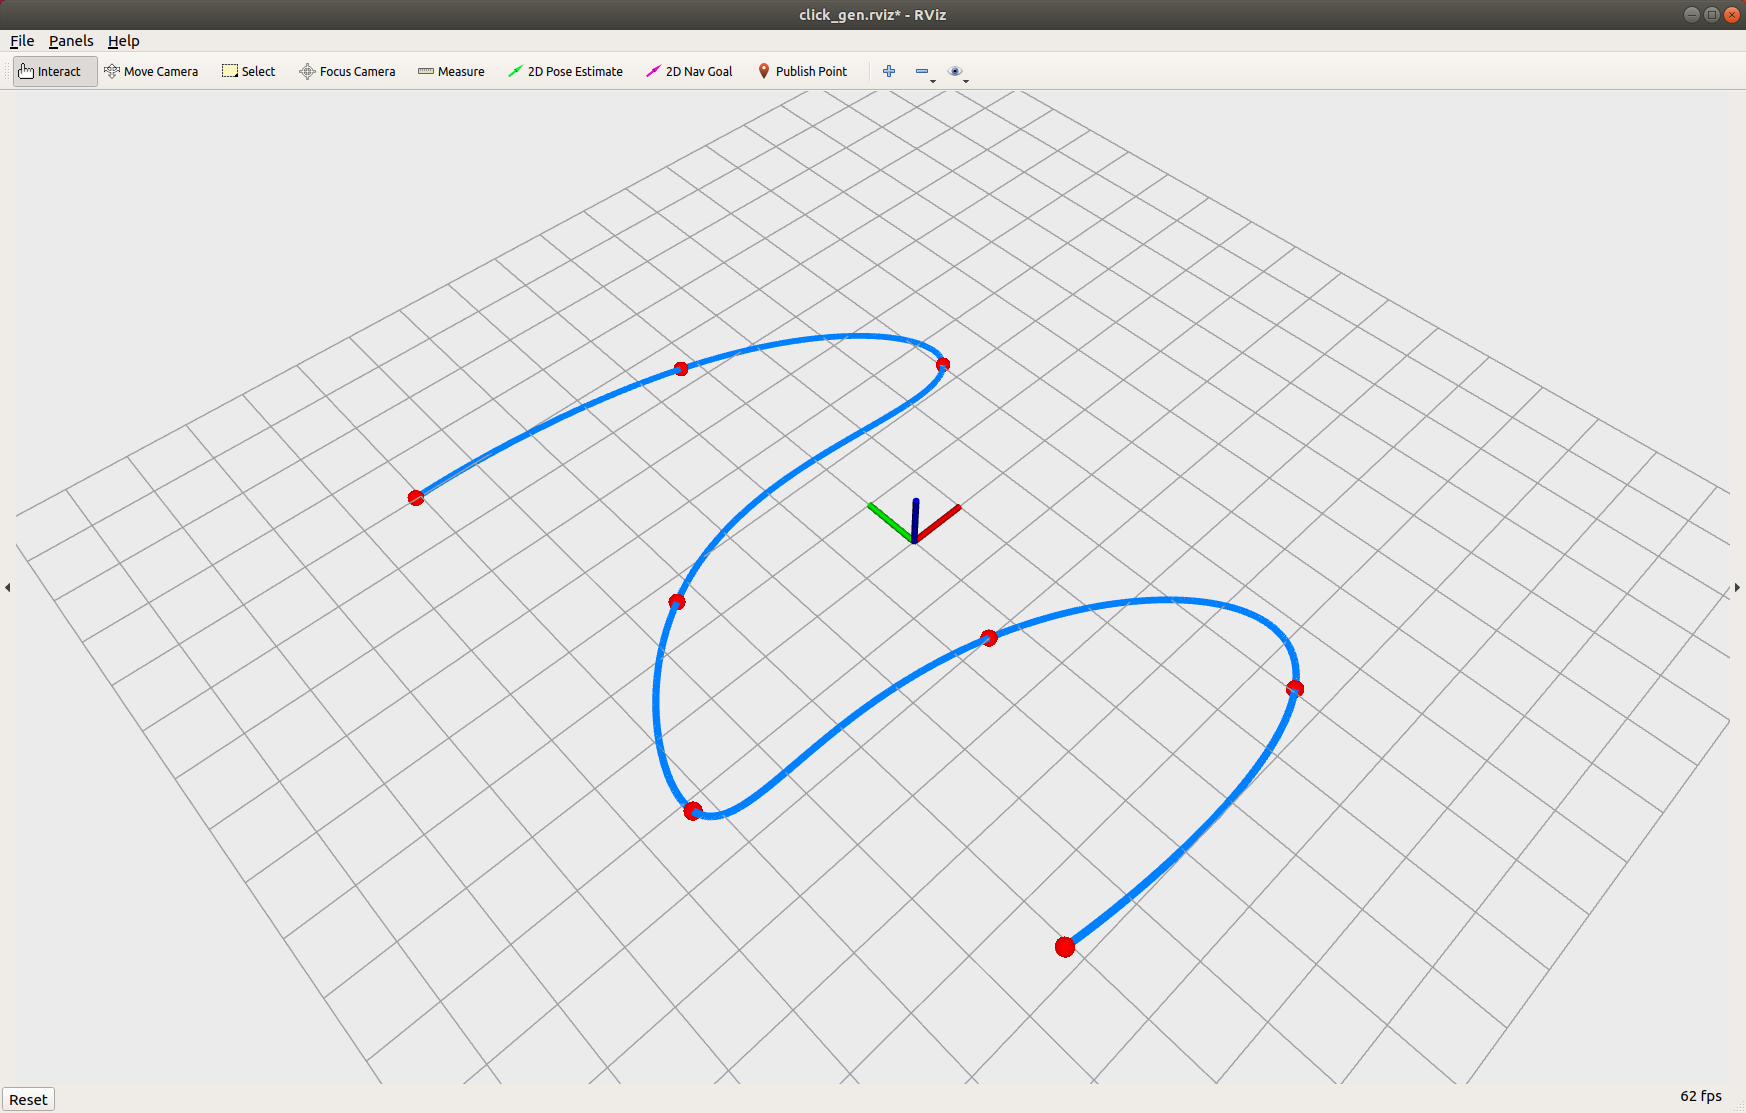 click_gen.rviz* - RViz
File Panels Help
Interact Move Camera Select Focus Camera Measure 2D Pose Estimate 2D Nav Goal Publish Point
Reset 62 fps